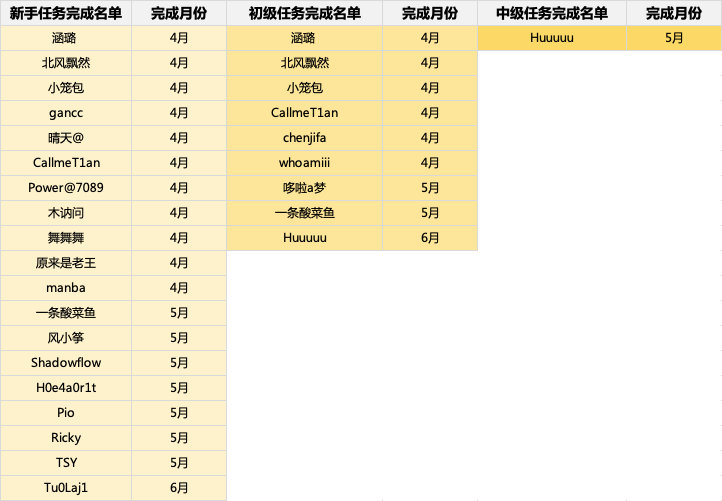 新手任务完成名单 完成月份 初级任务完成名单 完成月份 中级任务完成名单 完成月份
涵璐 4月 涵璐 4月 Huuuuu 5月
北风飘然 4月 北风飘然 4月
小笼包 4月 小笼包 4月
gancc 4月 CallmeT1an 4月
晴天@ 4月 chenjifa 4月
CallmeT1an 4月 whoamiii 4月
Power@7089 4月 哆啦a梦 5月
木讷问 4月 一条酸菜鱼 5月
舞舞舞 4月 Huuuuu 6月
原来是老王 4月
manba 4月
一条酸菜鱼 5月
风小筝 5月
Shadowflow 5月
H0e4a0r1t 5月
Pio 5月
Ricky 5月
TSY 5月
Tu0Laj1 6月